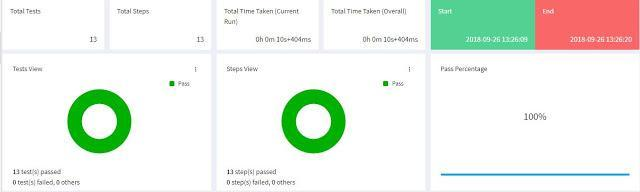 Total Tests
13
Total Steps
13
Total Time Taken (Current
Run)
0h 0m 10s+404ms
Total Time Taken (Overall)
0h 0m 10s+404ms
Start
2018-09-26 13:26:09
End
2018-09-26 13:26:20
Tests View
Pass
13 test(s) passed
0 test(s) failed, 0 others
Steps View
Pass
13 step(s) passed
0 step(s) failed, 0 others
Pass Percentage
100%